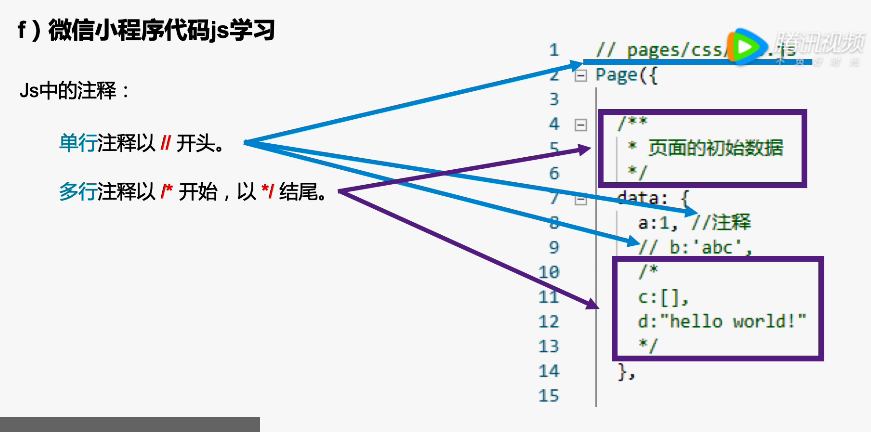 f）微信小程序代码js学习
Js中的注释：
单行注释以 // 开头。
多行注释以 /* 开始，以 */ 结尾。
腾讯视频
1 // pages/css/ .js
2 Page({
3
4 /**
5 * 页面的初始数据
6 */
7 data: {
8 a:1, //注释
9 // b:'abc',
10 /*
11 c:[],
12 d:"hello world!"
13 */
14 },
15